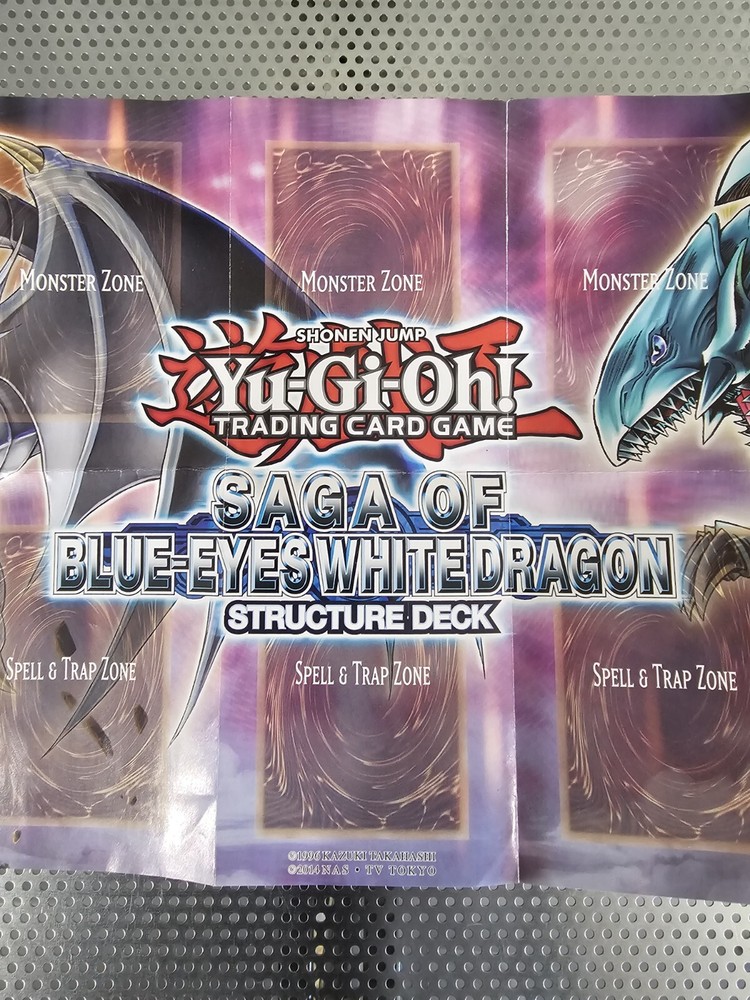 MONSTER ZONE
MONSTER ZONE
MONSTER ZONE
SHONEN JUMP
Yu-Gi-Oh!
TRADING CARD GAME
SAGA OF
BLUE-EYES WHITE DRAGON
STRUCTURE DECK
SPELL & TRAP ZONE
SPELL & TRAP ZONE
SPELL & TRAP ZONE
©1996 KAZUKI TAKAHASHI
©2014 NAS • TV TOKYO